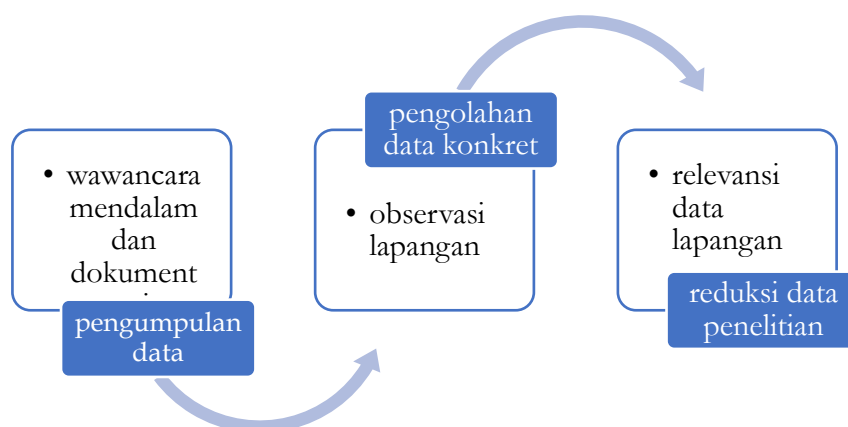 • wawancara
mendalam
dan
dokument
pengumpulan
data
pengolahan
data konkret
• observasi
lapangan
• relevansi
data
lapangan
reduksi data
penelitian